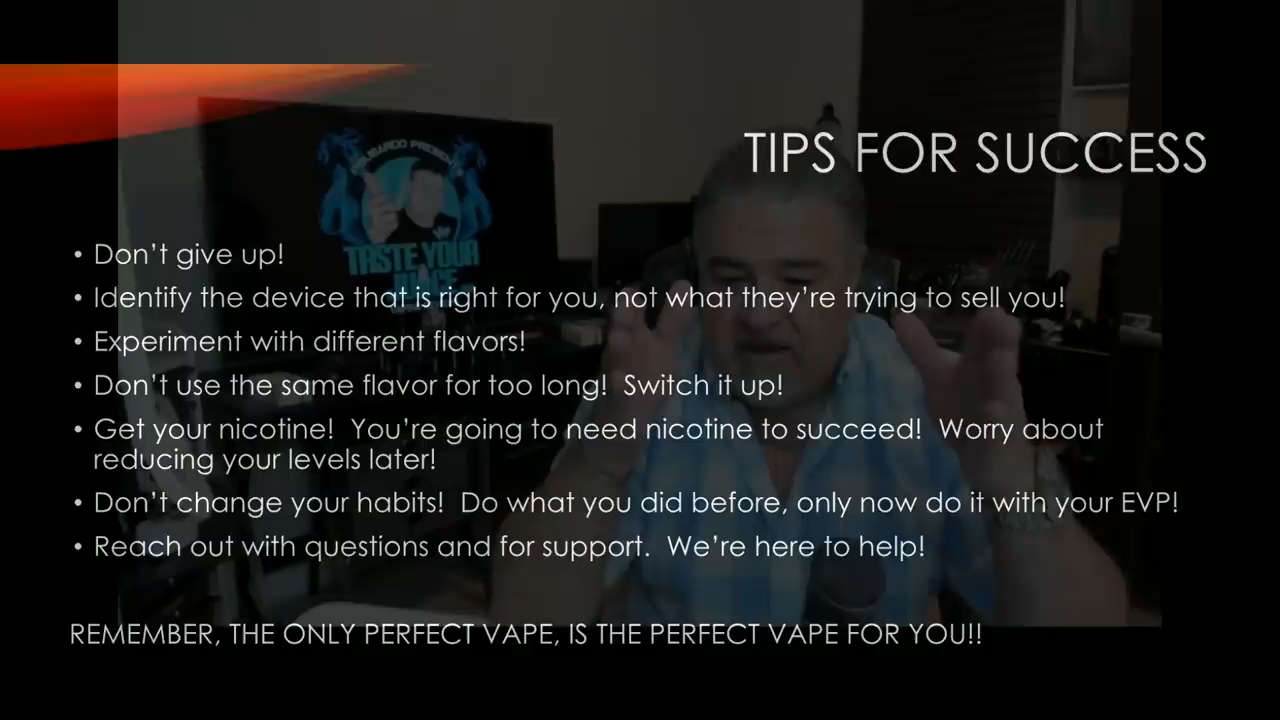 TIPS FOR SUCCESS
TASTE YOUR
JUICE
• Don't give up!
• Identify the device that is right for you, not what they're trying to sell you!
• Experiment with different flavors!
• Don't use the same flavor for too long!  Switch it up!
• Get your nicotine!  You're going to need nicotine to succeed!  Worry about
reducing your levels later!
• Don't change your habits!  Do what you did before, only now do it with your EVP!
• Reach out with questions and for support.  We're here to help!
REMEMBER, THE ONLY PERFECT VAPE, IS THE PERFECT VAPE FOR YOU!!